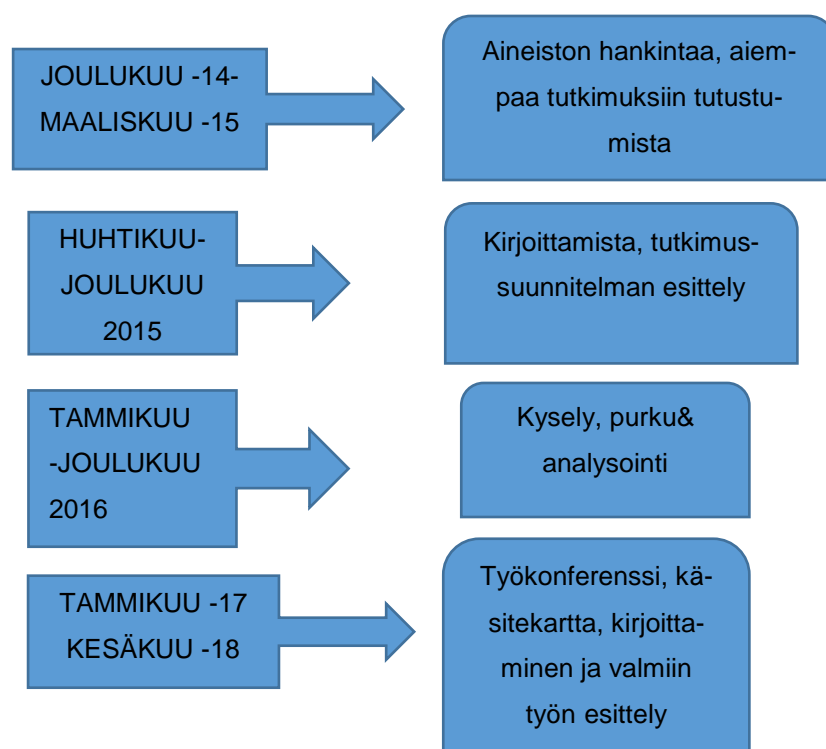 JOULUKUU -14-
MAALISKUU -15
Aineiston hankintaa, aiem-
paa tutkimuksiin tutustu-
mista
HUHTIKUU-
JOULUKUU
2015
Kirjoittamista, tutkimus-
suunnitelman esittely
TAMMIKUU
-JOULUKUU
2016
Kysely, purku&
analysointi
TAMMIKUU -17
KESÄKUU -18
Työkonferenssi, kä-
sitekartta, kirjoitta-
minen ja valmiin
työn esittely